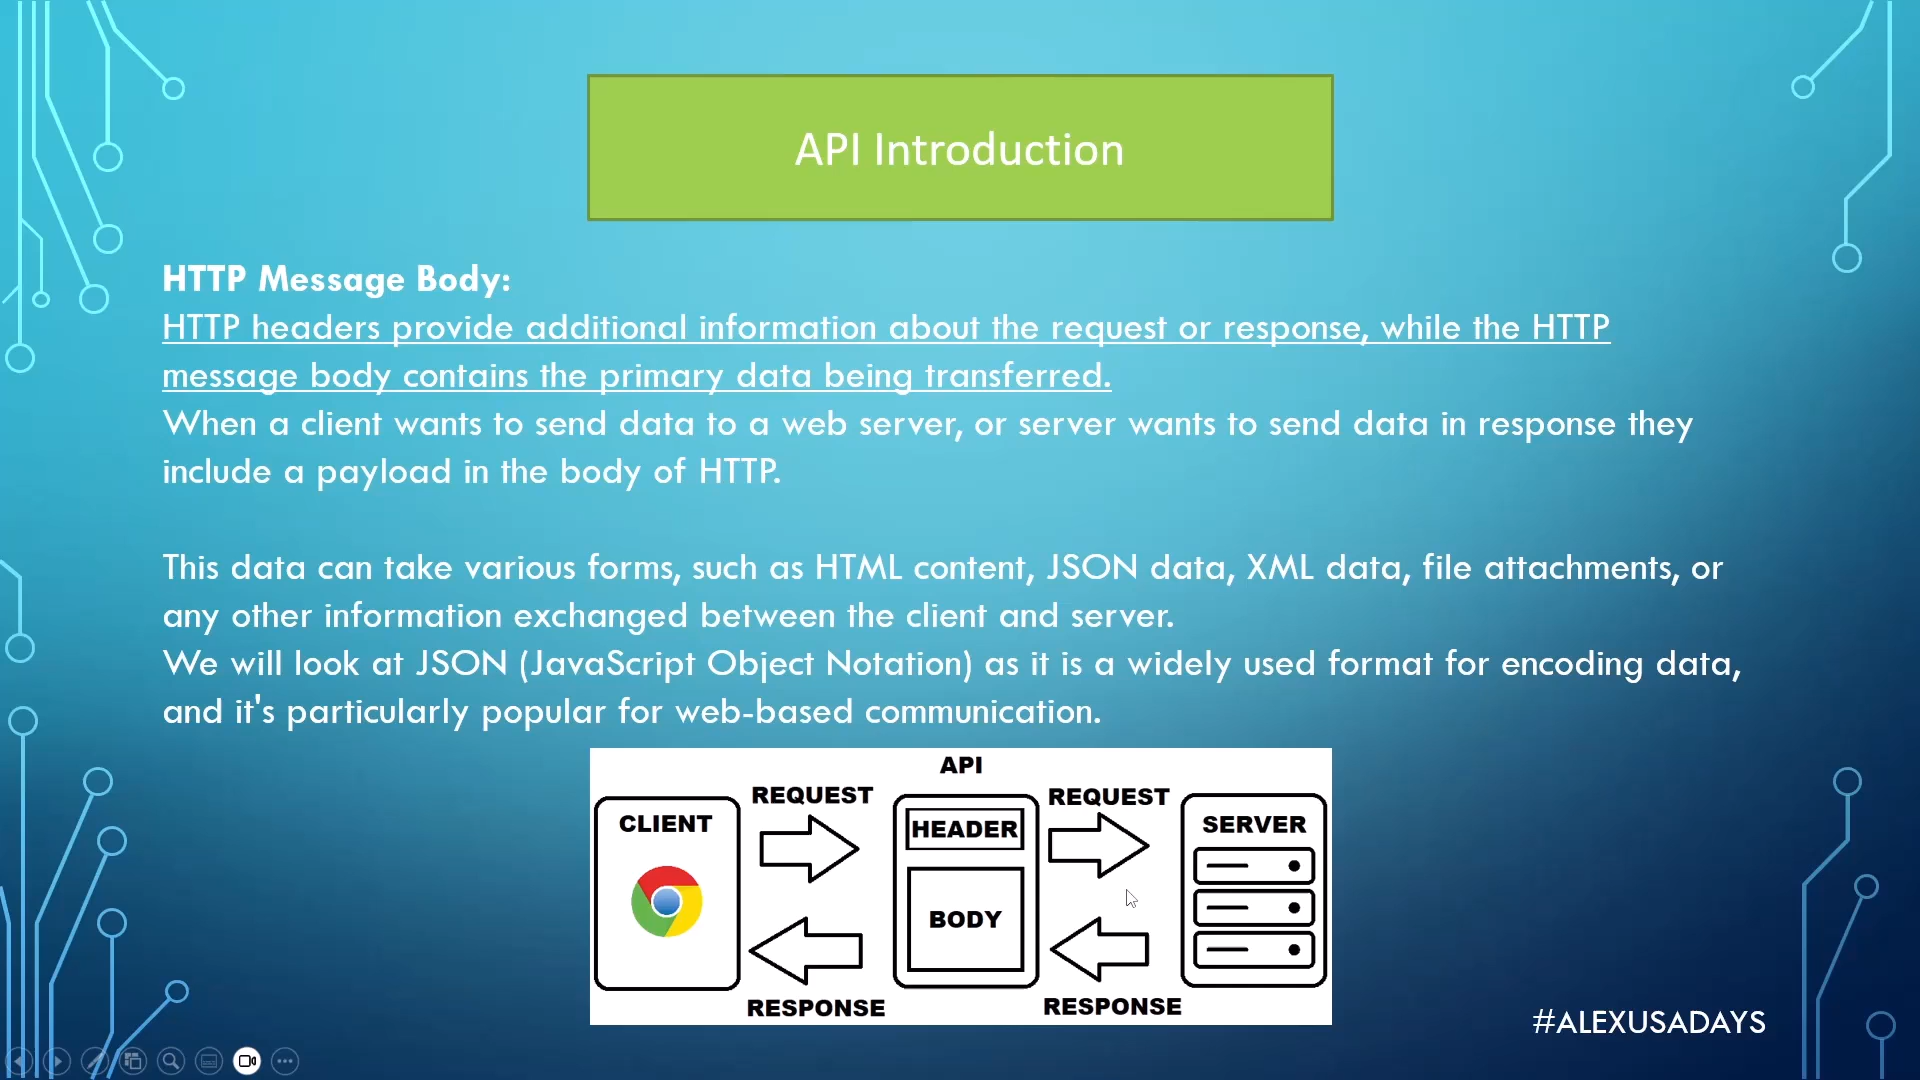 API Introduction
HTTP Message Body:
HTTP headers provide additional information about the request or response, while the HTTP
message body contains the primary data being transferred.
When a client wants to send data to a web server, or server wants to send data in response they
include a payload in the body of HTTP.
This data can take various forms, such as HTML content, JSON data, XML data, file attachments, or
any other information exchanged between the client and server.
We will look at JSON (JavaScript Object Notation) as it is a widely used format for encoding data,
and it's particularly popular for web-based communication.
API
REQUEST
REQUEST
CLIENT
HEADER
SERVER
BODY
RESPONSE
RESPONSE
#ALEXUSADAYS